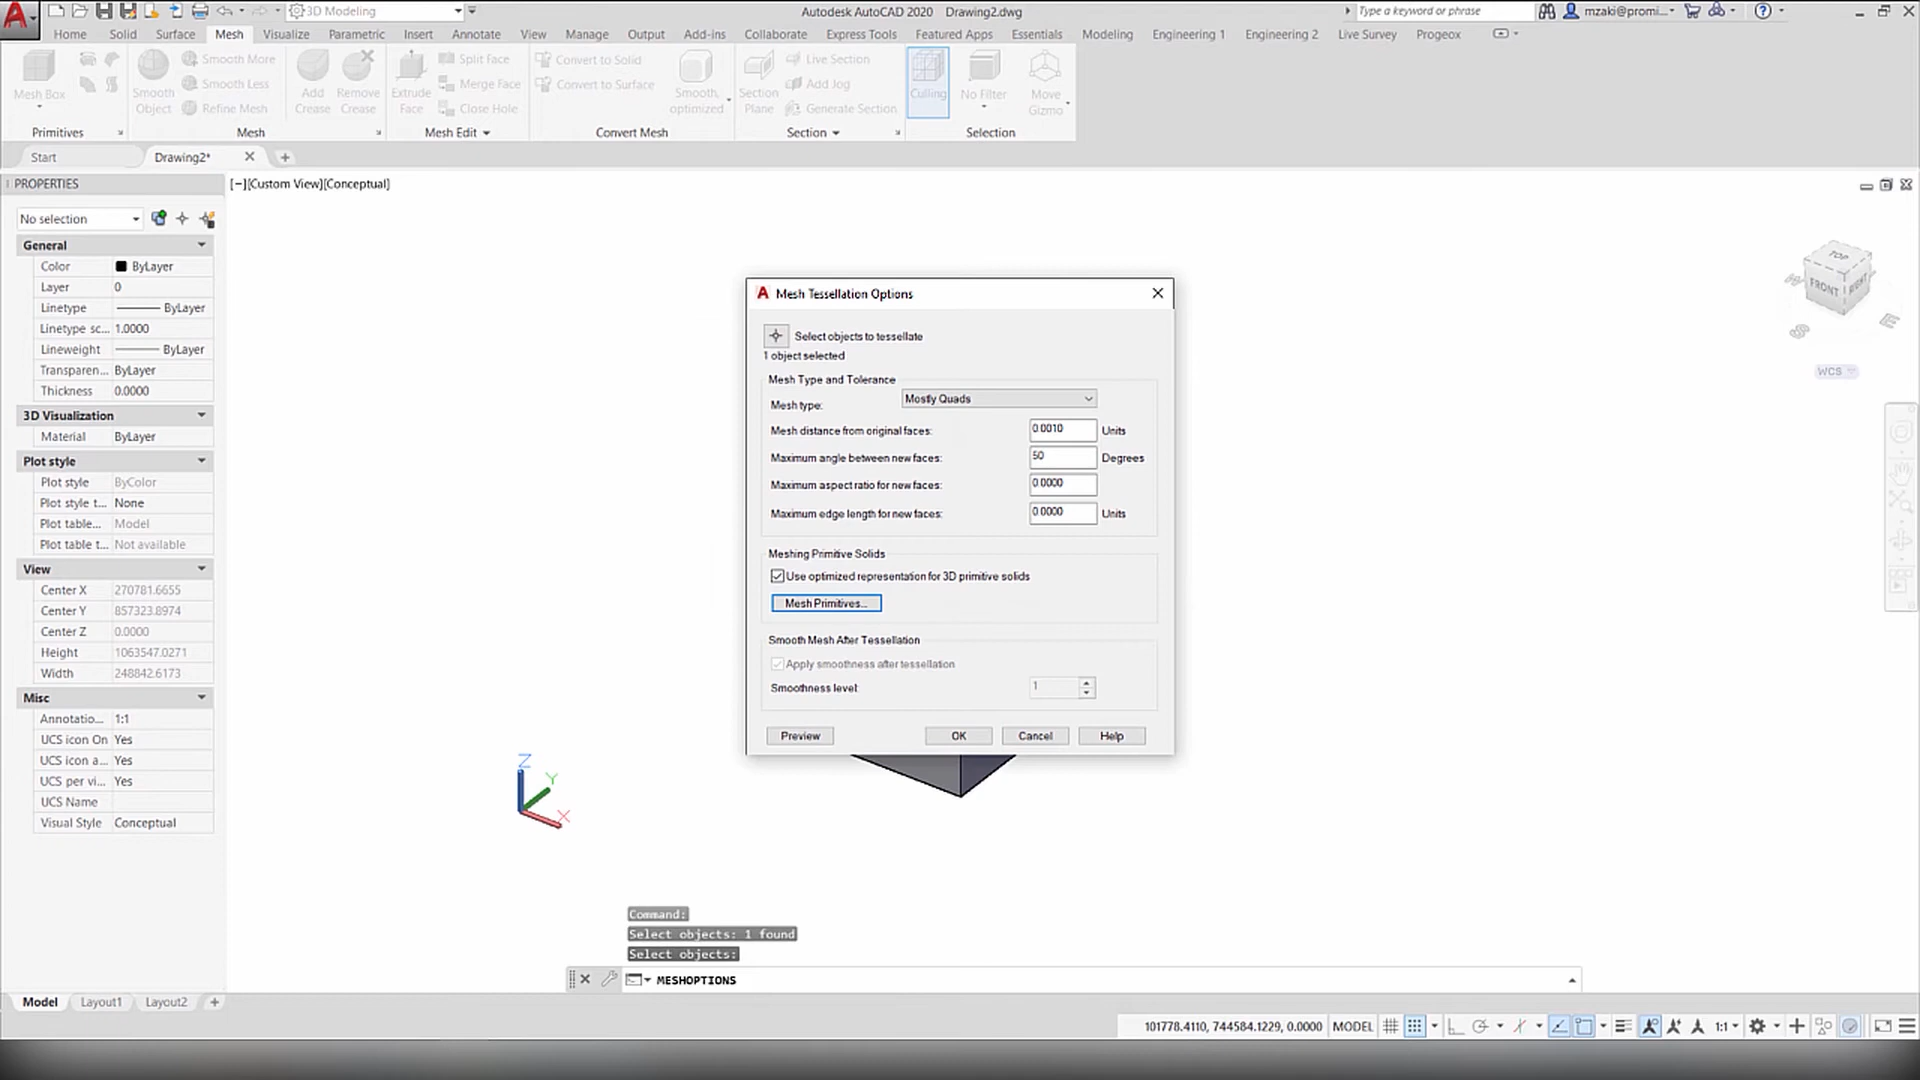 3D Modeling
Autodesk AutoCAD 2020 Drawing2.dwg
Type a keyword or phrase
mzaki@promi...
Home Solid Surface Mesh Visualize Parametric Insert Annotate View Manage Output Add-ins Collaborate Express Tools Featured Apps Essentials Modeling Engineering 1 Engineering 2 Live Survey Progeox
Mesh Box
Smooth Object
Smooth More
Smooth Less
Refine Mesh
Add Crease
Remove Crease
Extrude Face
Split Face
Merge Face
Close Hole
Convert to Solid
Convert to Surface
Smooth, optimized
Section Plane
Live Section
Add Jog
Generate Section
Culling
No Filter
Move Gizmo
Primitives Mesh Mesh Edit Convert Mesh Section Selection
Start Drawing2*
PROPERTIES
[−][Custom View][Conceptual]
No selection
General
Color ByLayer
Layer 0
Linetype ByLayer
Linetype sc... 1.0000
Lineweight ByLayer
Transparen... ByLayer
Thickness 0.0000
3D Visualization
Material ByLayer
Plot style
Plot style ByColor
Plot style t... None
Plot table... Model
Plot table t... Not available
View
Center X 270781.6655
Center Y 857323.8974
Center Z 0.0000
Height 1063547.0271
Width 248842.6173
Misc
Annotatio... 1:1
UCS icon On Yes
UCS icon a... Yes
UCS per vi... Yes
UCS Name
Visual Style Conceptual
Mesh Tessellation Options
Select objects to tessellate
1 object selected
Mesh Type and Tolerance
Mesh type: Mostly Quads
Mesh distance from original faces: 0.0010 Units
Maximum angle between new faces: 50 Degrees
Maximum aspect ratio for new faces: 0.0000
Maximum edge length for new faces: 0.0000 Units
Meshing Primitive Solids
Use optimized representation for 3D primitive solids
Mesh Primitives...
Smooth Mesh After Tessellation
Apply smoothness after tessellation
Smoothness level: 1
Preview OK Cancel Help
TOP
FRONT RIGHT
S E
WCS
Z
Y
X
Command:
Select objects: 1 found
Select objects:
MESHOPTIONS
Model Layout1 Layout2
101778.4110, 744584.1229, 0.0000 MODEL 1:1